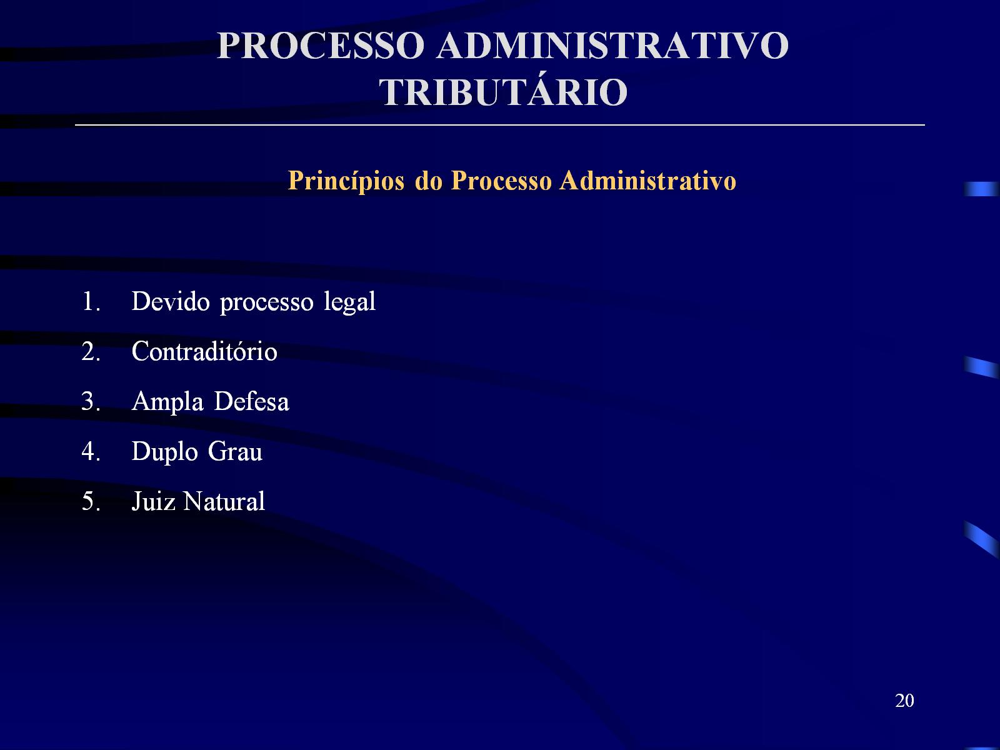 PROCESSO ADMINISTRATIVO
TRIBUTÁRIO
Princípios do Processo Administrativo
1. Devido processo legal
2. Contraditório
3. Ampla Defesa
4. Duplo Grau
5. Juiz Natural
20